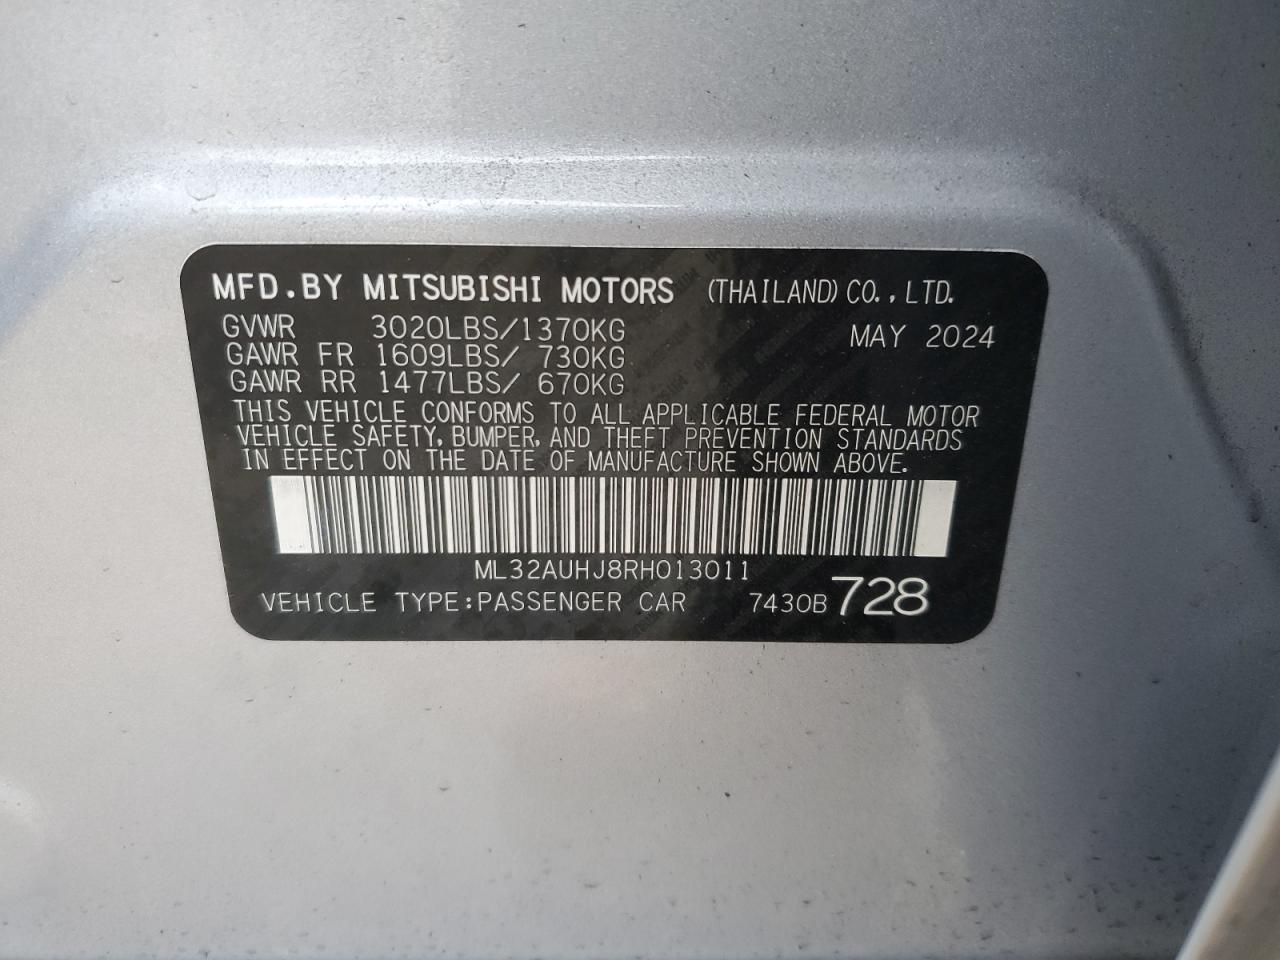 MFD.BY MITSUBISHI MOTORS (THAILAND) CO., LTD.
GVWR 3020LBS/1370KG MAY 2024
GAWR FR 1609LBS/ 730KG
GAWR RR 1477LBS/ 670KG
THIS VEHICLE CONFORMS TO ALL APPLICABLE FEDERAL MOTOR
VEHICLE SAFETY, BUMPER, AND THEFT PREVENTION STANDARDS
IN EFFECT ON THE DATE OF MANUFACTURE SHOWN ABOVE.
ML32AUHJ8RH013011
VEHICLE TYPE:PASSENGER CAR 7430B 728